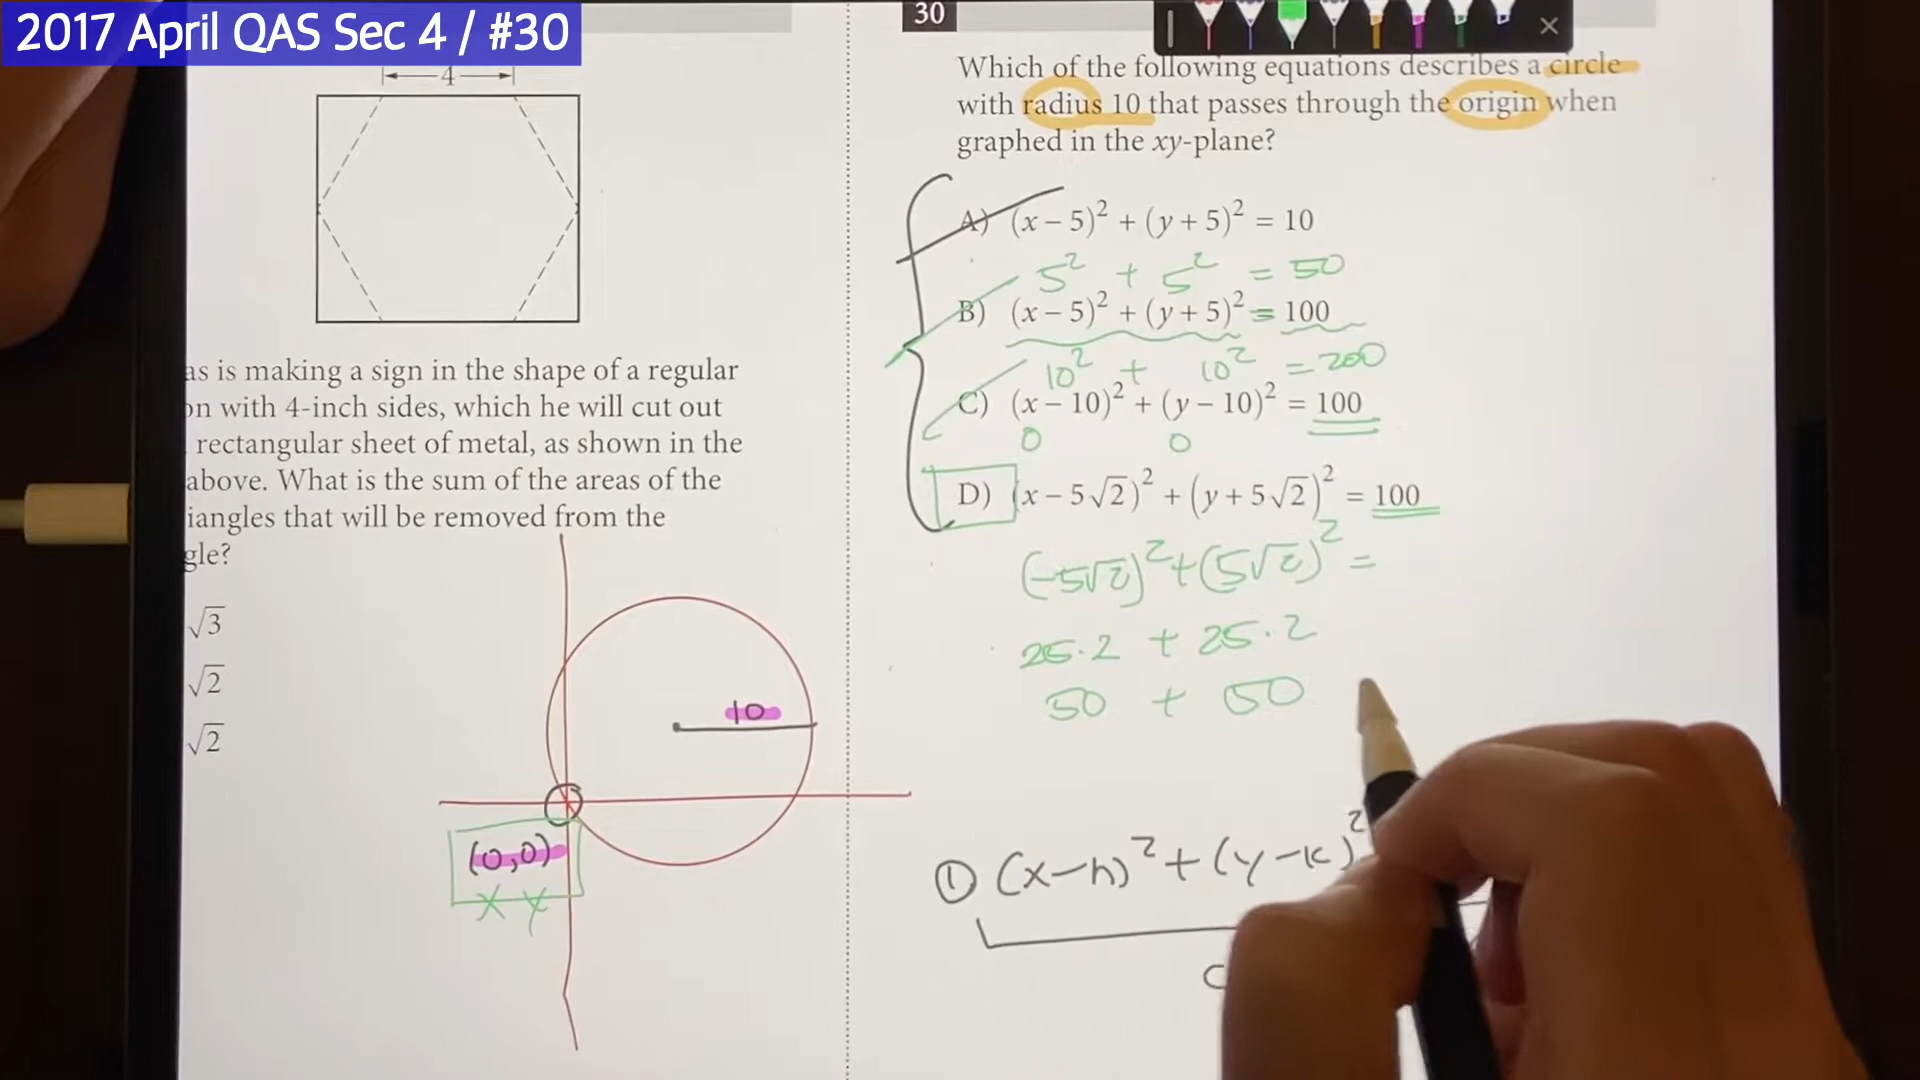 2017 April QAS Sec 4 / #30
4
as is making a sign in the shape of a regular
on with 4-inch sides, which he will cut out
rectangular sheet of metal, as shown in the
above. What is the sum of the areas of the
iangles that will be removed from the
gle?
√3
√2
√2
10
(0,0)
x y
30
Which of the following equations describes a circle
with radius 10 that passes through the origin when
graphed in the xy-plane?
A) (x – 5)² + (y + 5)² = 10
5² + 5² = 50
B) (x – 5)² + (y + 5)² = 100
10² + 10² = 200
C) (x – 10)² + (y – 10)² = 100
0 0
D) (x – 5√2)² + (y + 5√2)² = 100
(-5√2)² + (5√2)² =
25·2 + 25·2
50 + 50
① (x-h)² + (y-k)²
C